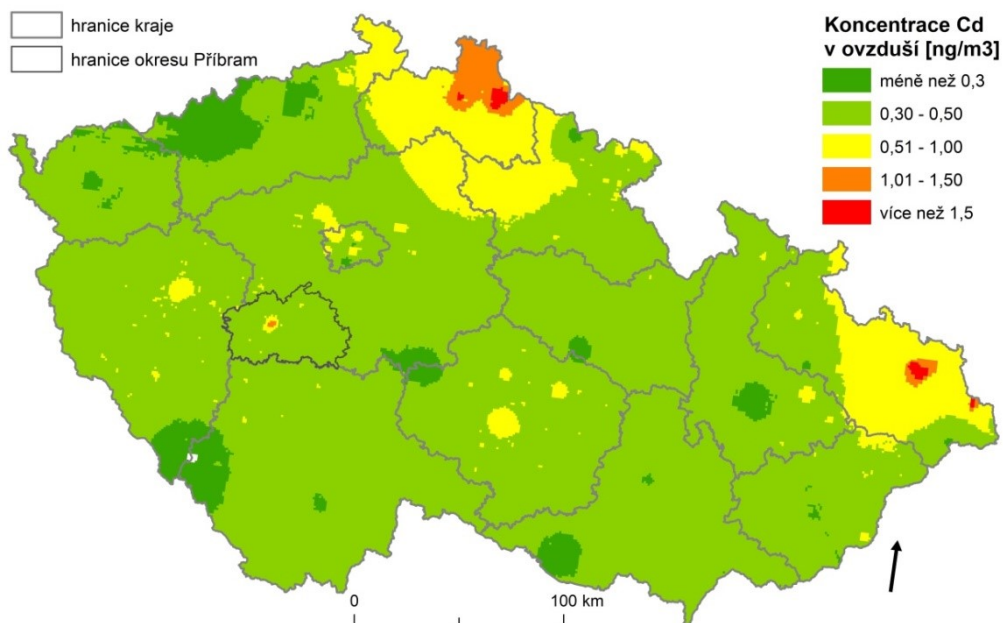 hranice kraje
hranice okresu Příbram
Koncentrace Cd
v ovzduší [ng/m3]
méně než 0,3
0,30 - 0,50
0,51 - 1,00
1,01 - 1,50
více než 1,5
0 100 km